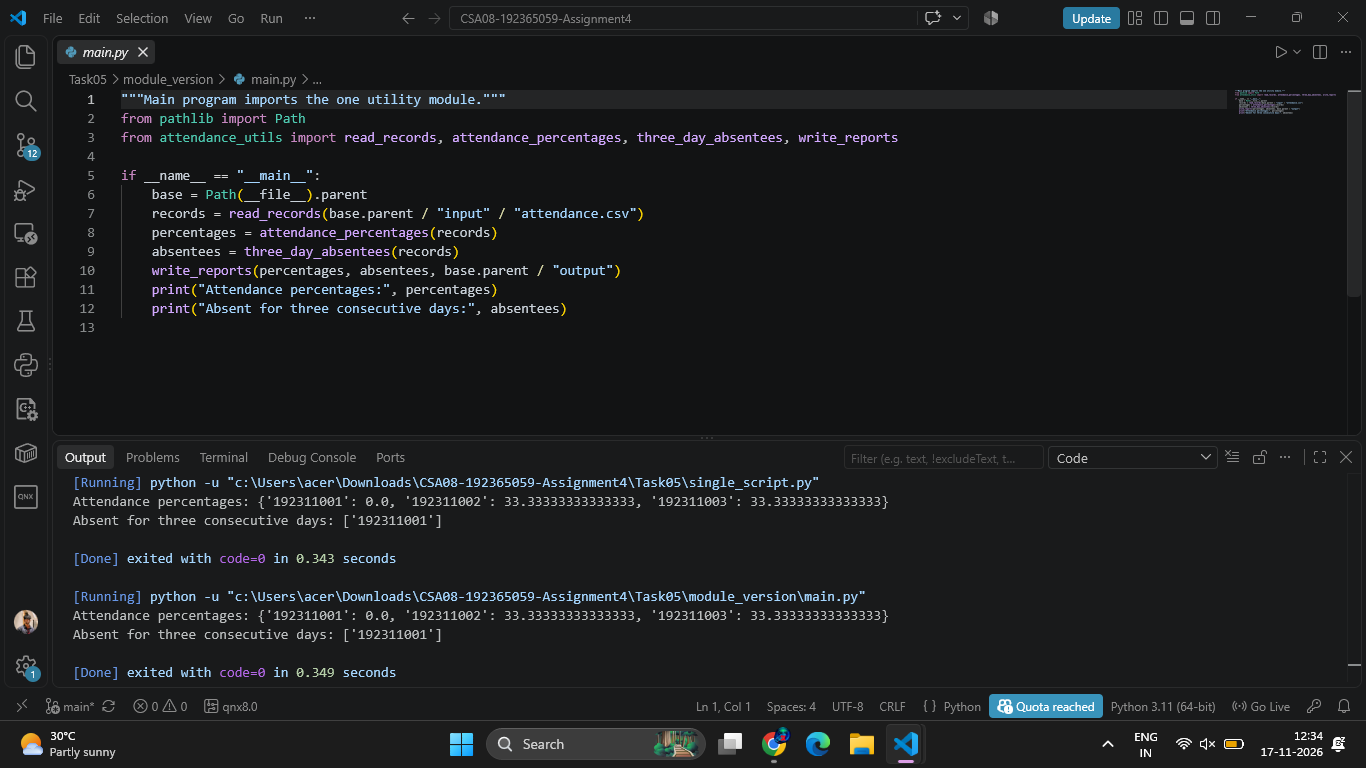 File Edit Selection View Go Run ··· CSA08-192365059-Assignment4 Update
main.py
Task05 > module_version > main.py > ...
1 """Main program imports the one utility module."""
2 from pathlib import Path
3 from attendance_utils import read_records, attendance_percentages, three_day_absentees, write_reports
4
5 if __name__ == "__main__":
6 base = Path(__file__).parent
7 records = read_records(base.parent / "input" / "attendance.csv")
8 percentages = attendance_percentages(records)
9 absentees = three_day_absentees(records)
10 write_reports(percentages, absentees, base.parent / "output")
11 print("Attendance percentages:", percentages)
12 print("Absent for three consecutive days:", absentees)
13
12
Output Problems Terminal Debug Console Ports Filter (e.g. text, !excludeText, t... Code
[Running] python -u "c:\Users\acer\Downloads\CSA08-192365059-Assignment4\Task05\single_script.py"
Attendance percentages: {'192311001': 0.0, '192311002': 33.33333333333333, '192311003': 33.33333333333333}
Absent for three consecutive days: ['192311001']
[Done] exited with code=0 in 0.343 seconds
[Running] python -u "c:\Users\acer\Downloads\CSA08-192365059-Assignment4\Task05\module_version\main.py"
Attendance percentages: {'192311001': 0.0, '192311002': 33.33333333333333, '192311003': 33.33333333333333}
Absent for three consecutive days: ['192311001']
[Done] exited with code=0 in 0.349 seconds
QNX
1
main* 0 0 qnx8.0 Ln 1, Col 1 Spaces: 4 UTF-8 CRLF { } Python Quota reached Python 3.11 (64-bit) Go Live
30°C
Partly sunny
Search
ENG
IN
12:34
17-11-2026